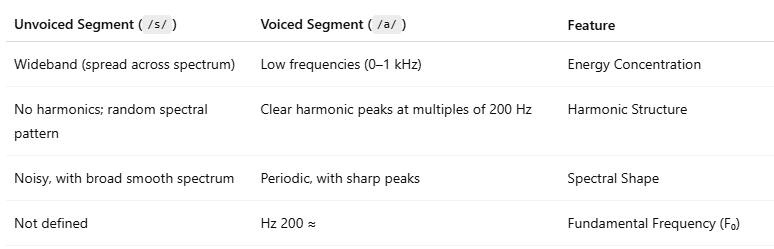 Unvoiced Segment ( /s/ ) Voiced Segment ( /a/ ) Feature
Wideband (spread across spectrum) Low frequencies (0–1 kHz) Energy Concentration
No harmonics; random spectral pattern Clear harmonic peaks at multiples of 200 Hz Harmonic Structure
Noisy, with broad smooth spectrum Periodic, with sharp peaks Spectral Shape
Not defined Hz 200 ≈ Fundamental Frequency (F₀)